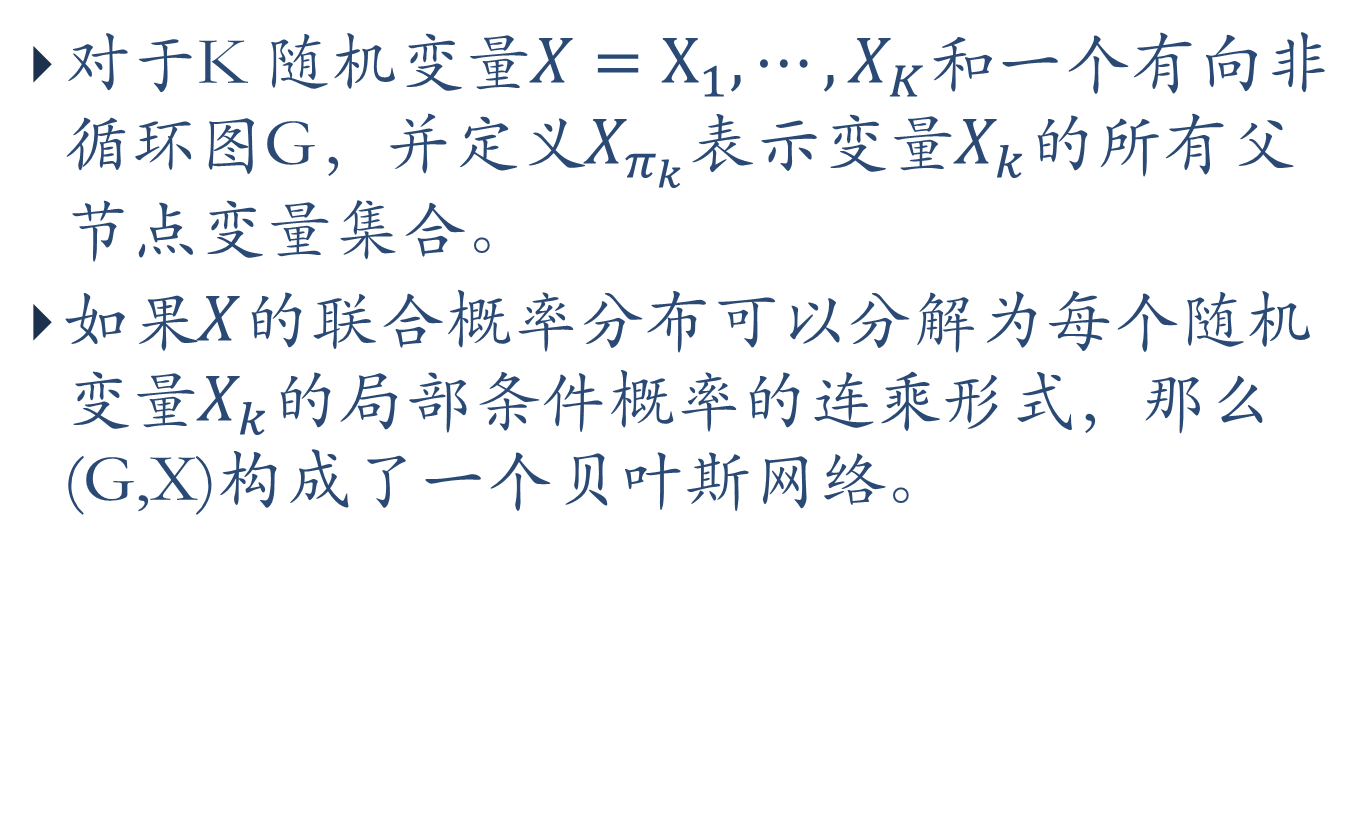 对于K 随机变量𝑿 = X₁, ⋯ , 𝑋_K和一个有向非
循环图G，并定义𝑋_{π_k}表示变量𝑋_k的所有父
节点变量集合。
如果𝑿的联合概率分布可以分解为每个随机
变量𝑋_k的局部条件概率的连乘形式，那么
(G,X)构成了一个贝叶斯网络。